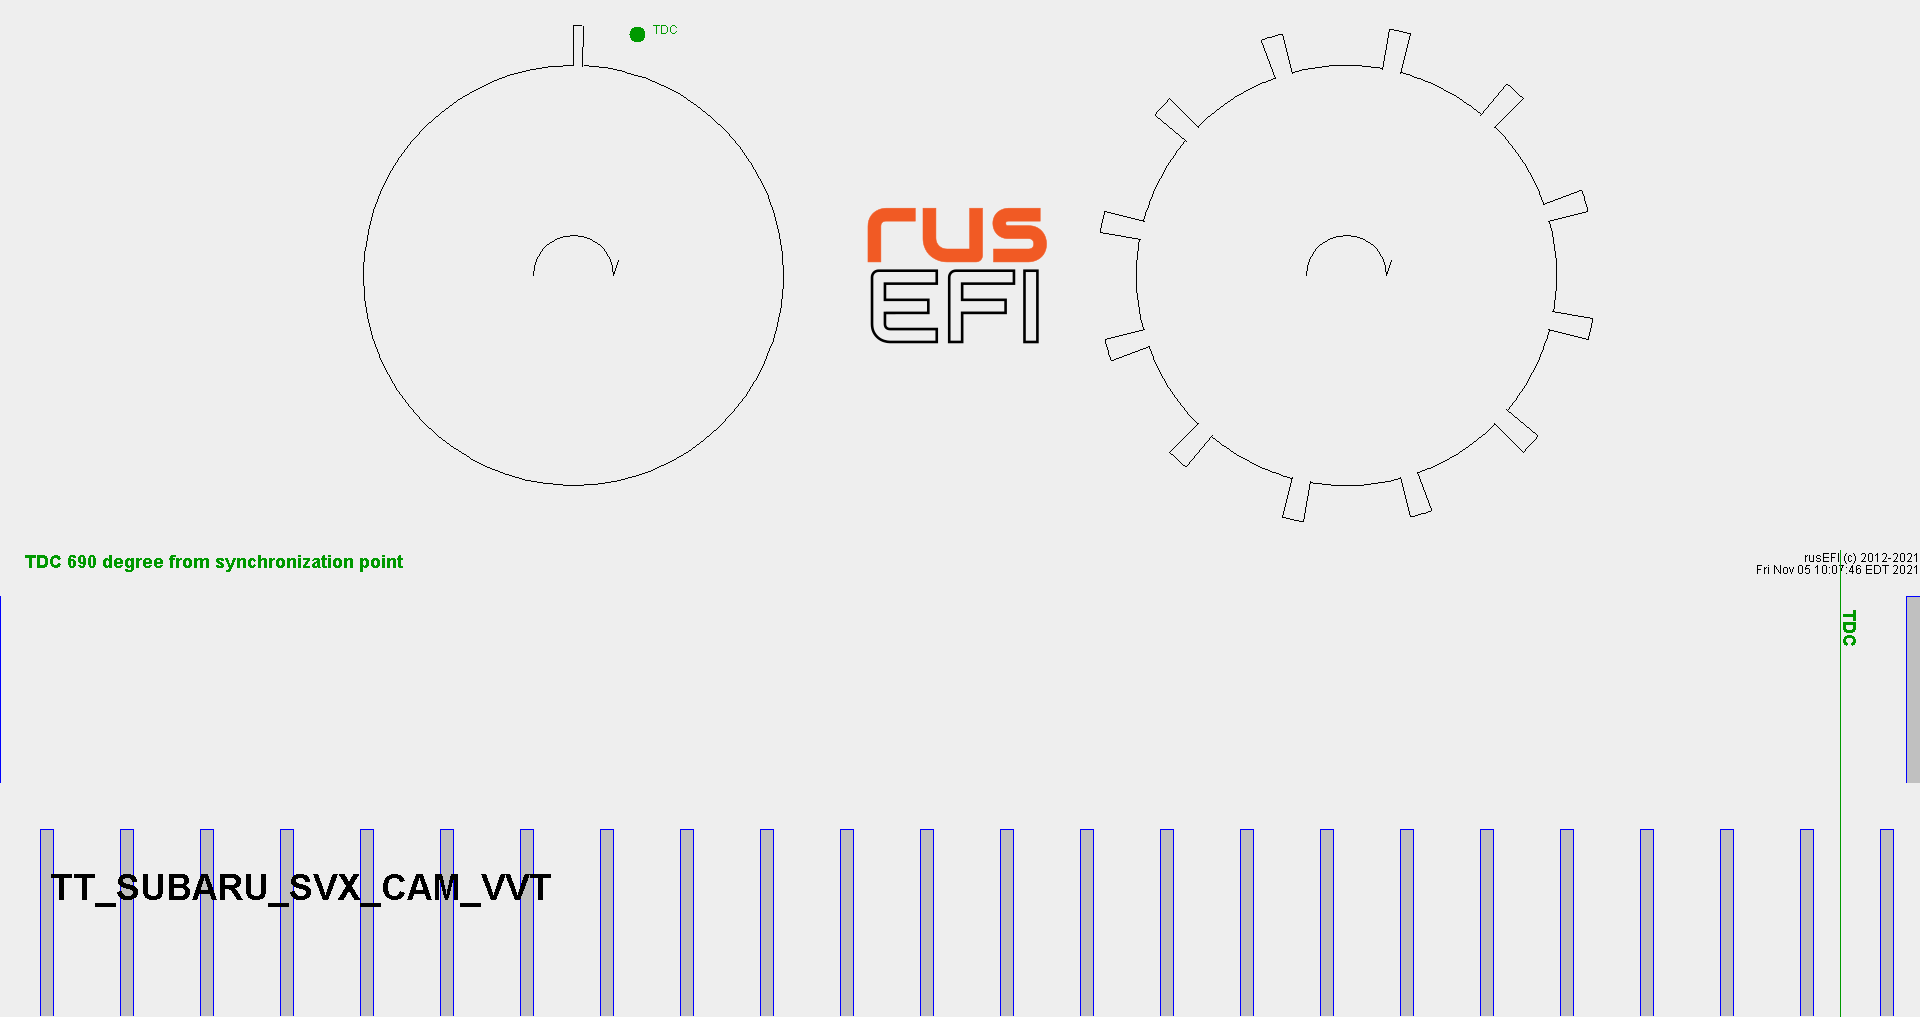 TDC
rus
EFI
TDC 690 degree from synchronization point
rusEFI (c) 2012-2021
Fri Nov 05 10:07:46 EDT 2021
TDC
TT_SUBARU_SVX_CAM_VVT